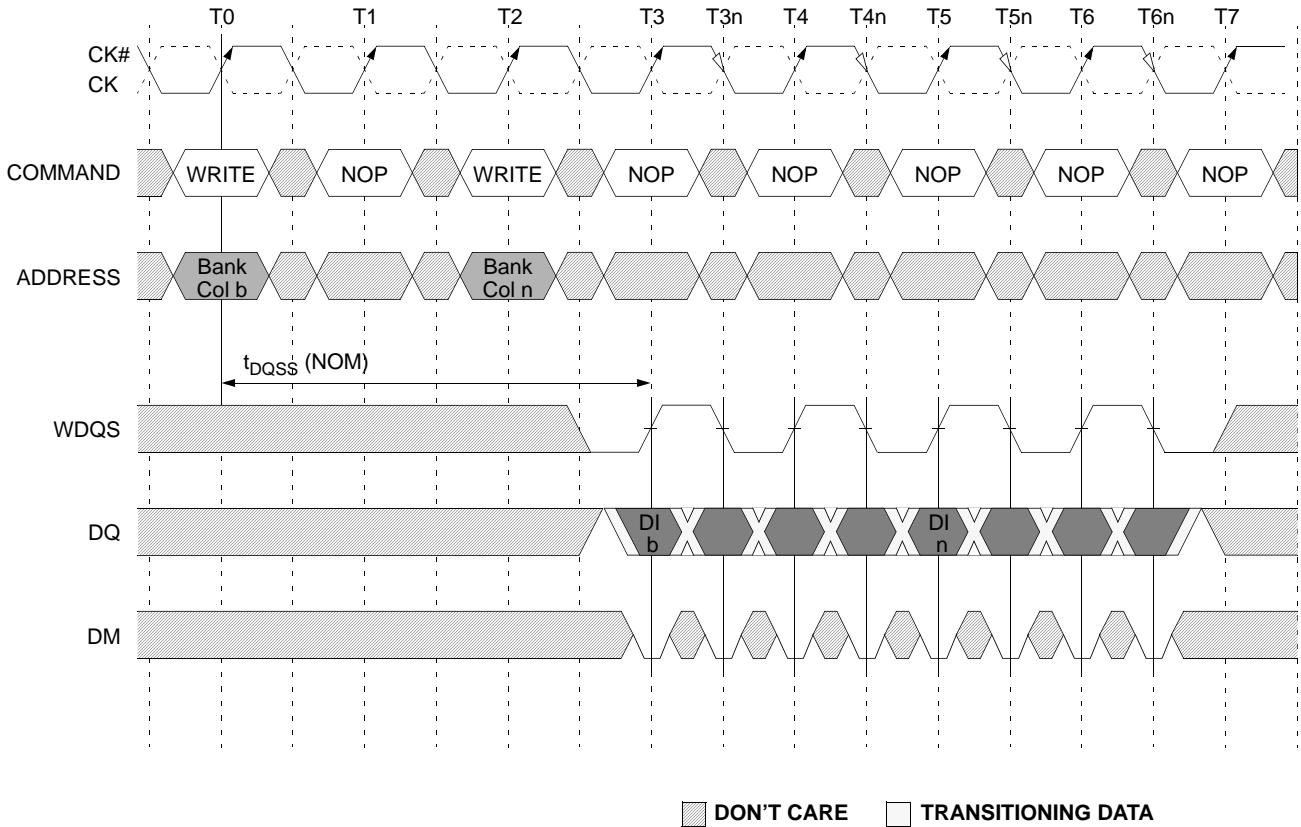 T0 T1 T2 T3 T3n T4 T4n T5 T5n T6 T6n T7
CK#
CK
COMMAND WRITE NOP WRITE NOP NOP NOP NOP NOP
ADDRESS Bank Col b Bank Col n
tDQSS (NOM)
WDQS
DQ DI b DI n
DM
DON'T CARE TRANSITIONING DATA